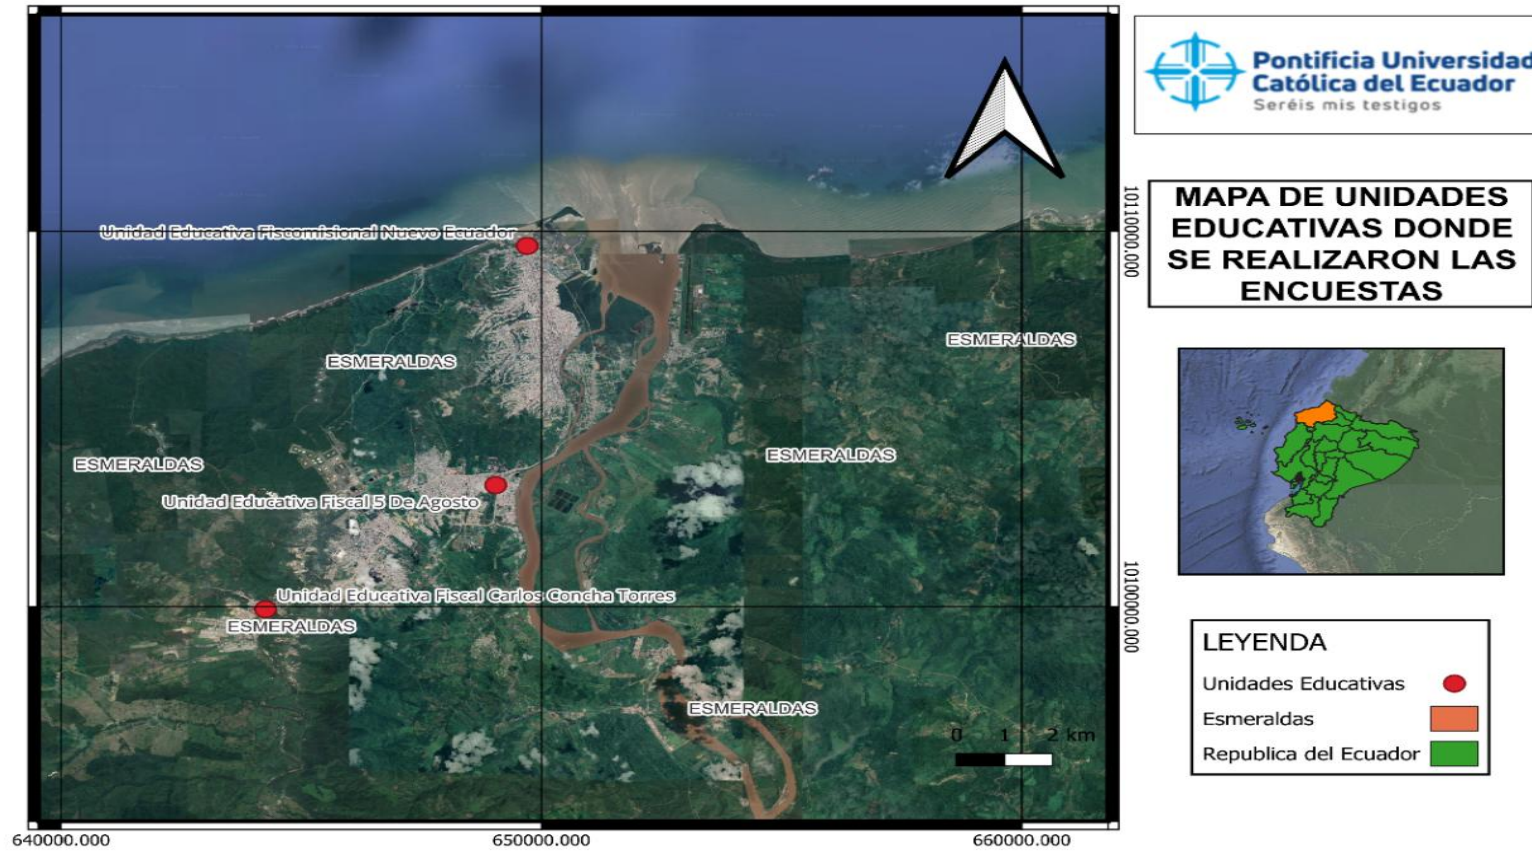 Pontificia Universidad
Católica del Ecuador
Seréis mis testigos
MAPA DE UNIDADES
EDUCATIVAS DONDE
SE REALIZARON LAS
ENCUESTAS
Unidad Educativa Fiscomisional Nuevo Ecuador
ESMERALDAS
ESMERALDAS
ESMERALDAS
ESMERALDAS
Unidad Educativa Fiscal 5 De Agosto
Unidad Educativa Fiscal Carlos Concha Torres
ESMERALDAS
ESMERALDAS
0 1 2 km
10110000.000
10100000.000
640000.000
650000.000
660000.000
LEYENDA
Unidades Educativas
Esmeraldas
Republica del Ecuador